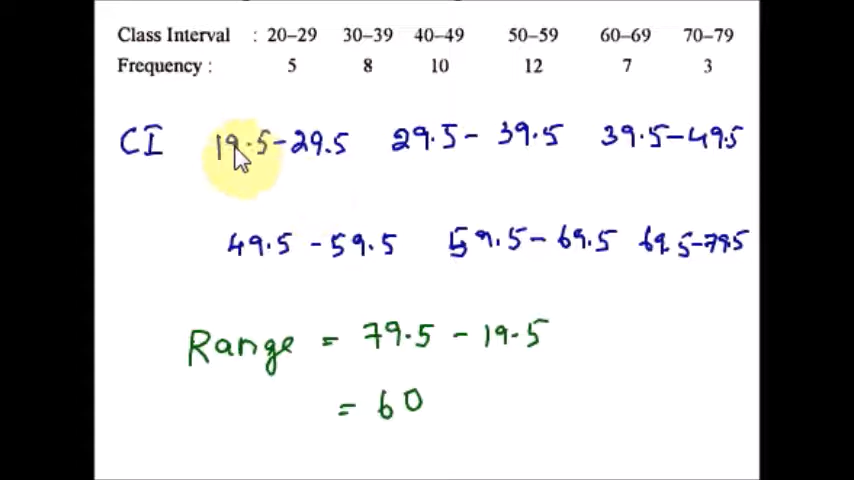 Class Interval : 20–29 30–39 40–49 50–59 60–69 70–79
Frequency : 5 8 10 12 7 3
CI 19.5-29.5 29.5-39.5 39.5-49.5
49.5-59.5 59.5-69.5 69.5-79.5
Range = 79.5 - 19.5
= 60